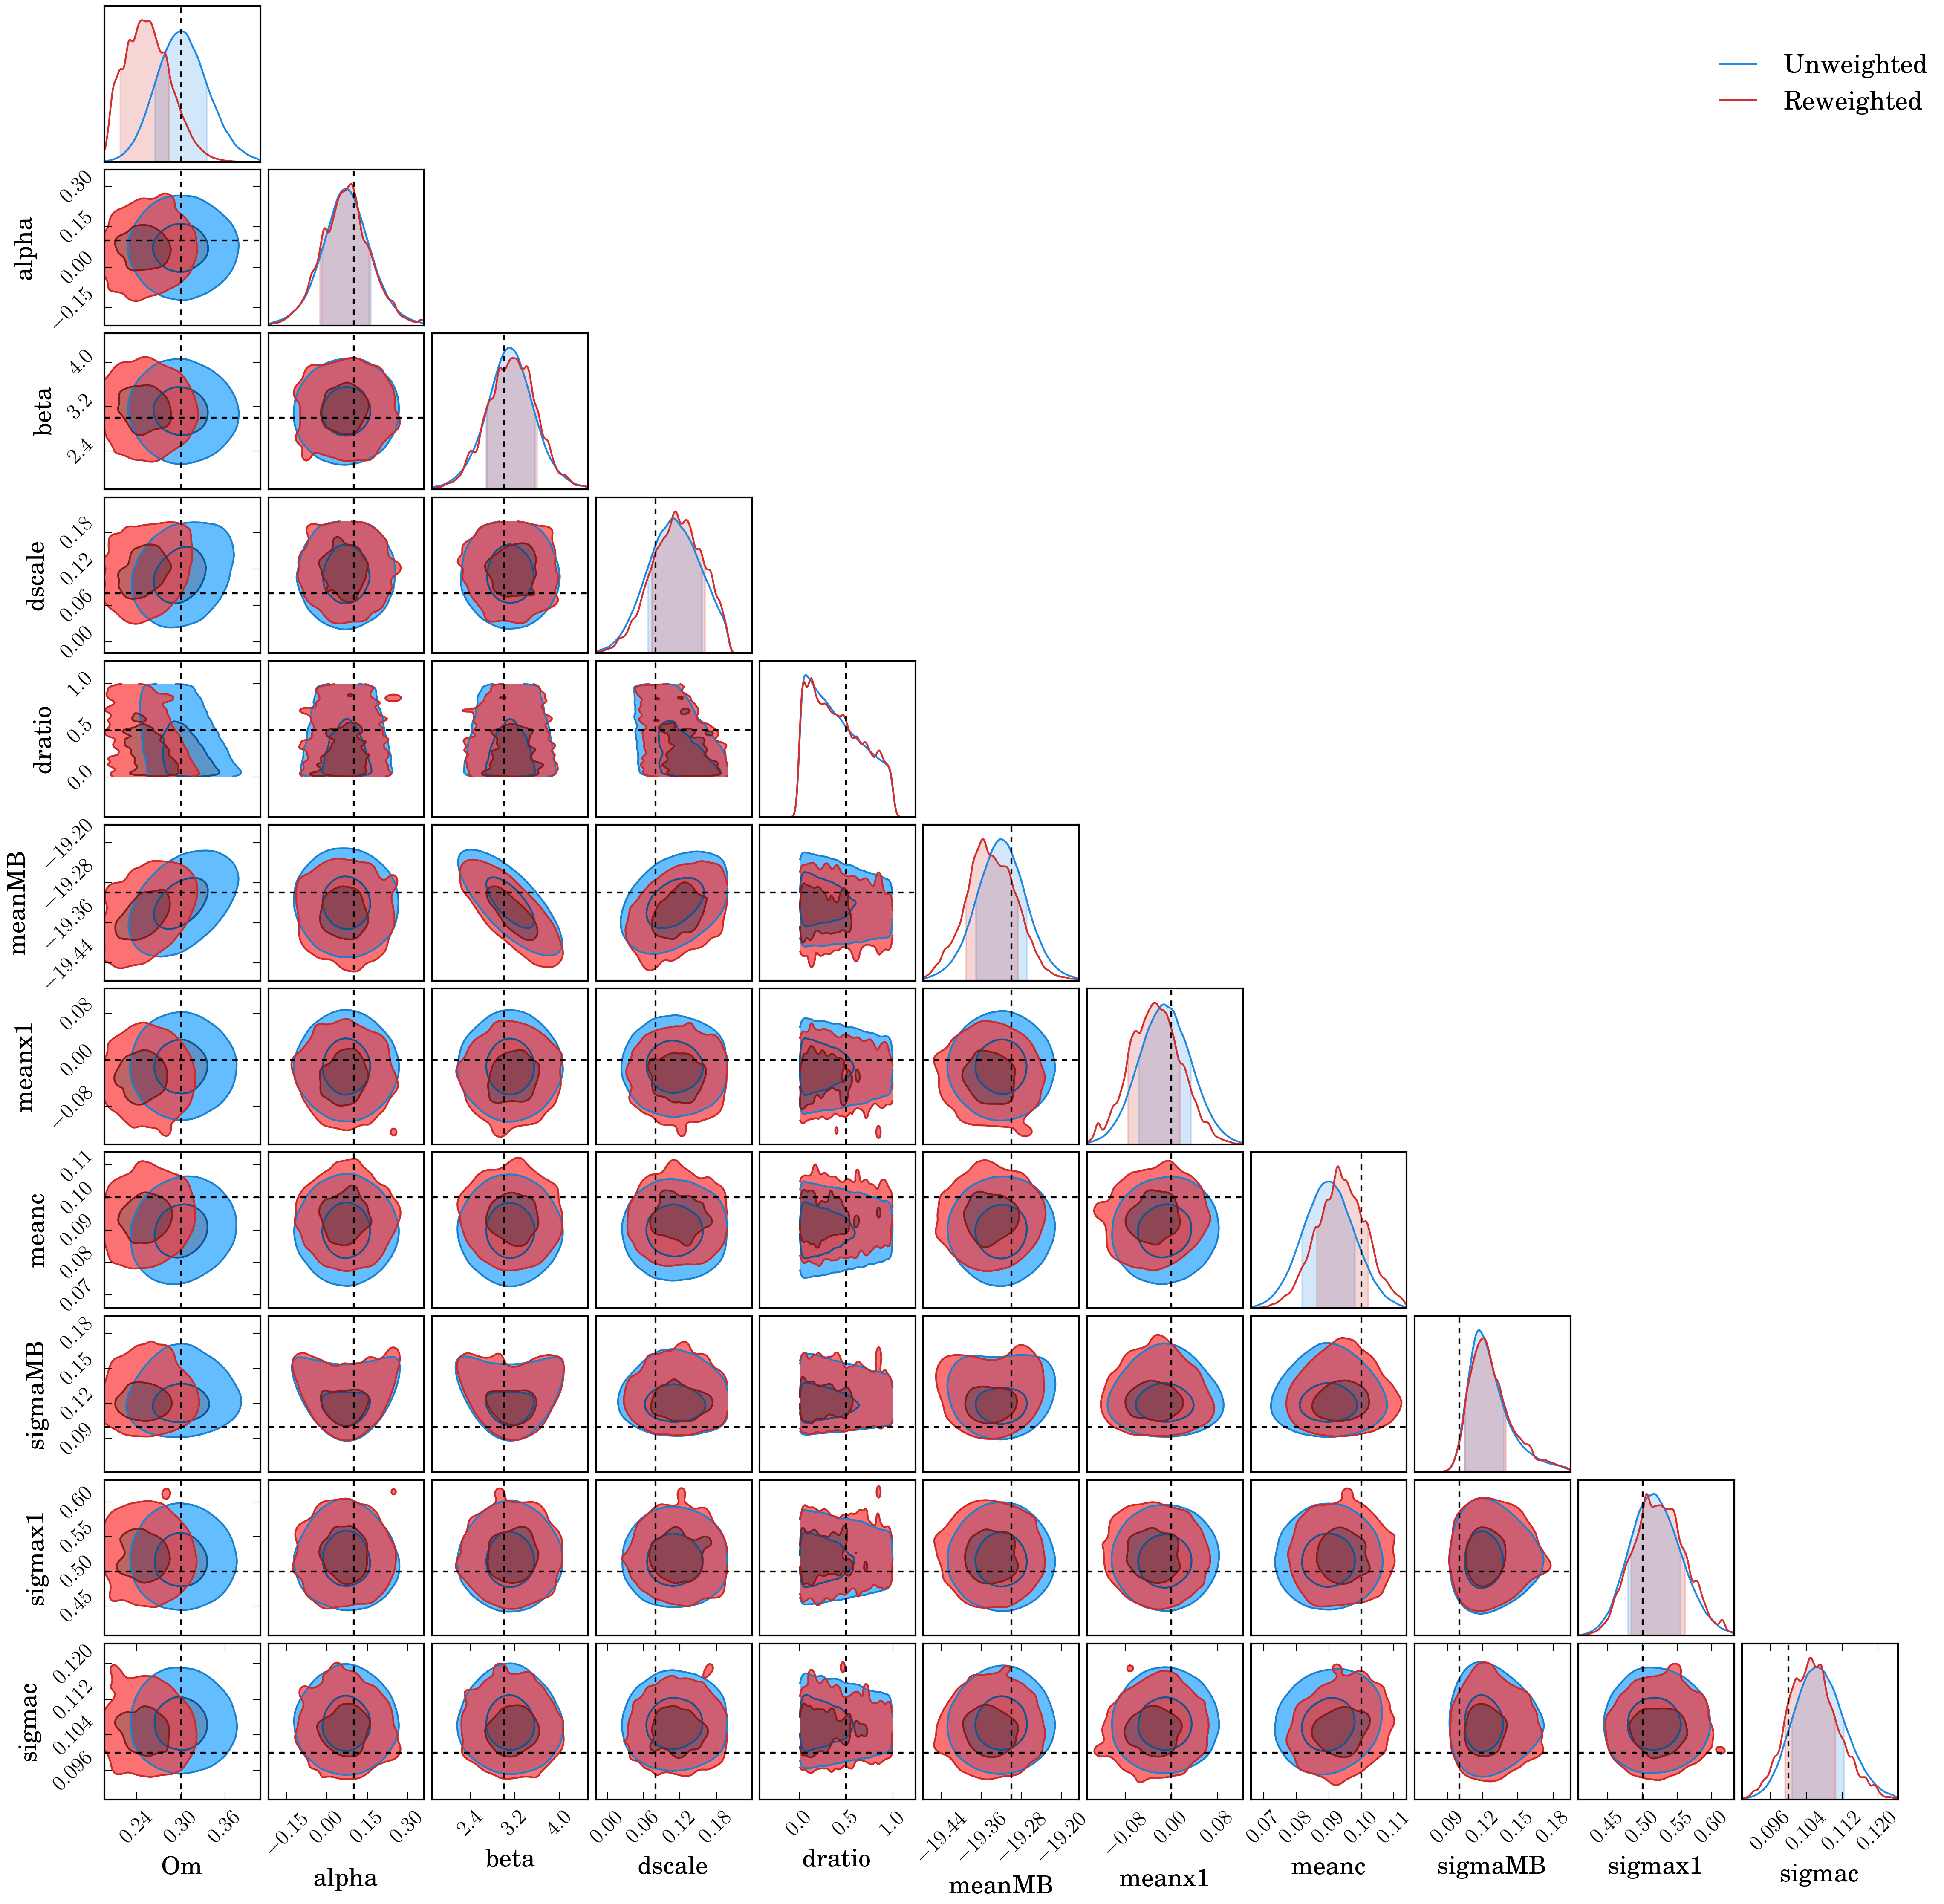 Unweighted
Reweighted
alpha
0.30
0.15
0.00
−0.15
beta
4.0
3.2
2.4
dscale
0.18
0.12
0.06
0.00
dratio
1.0
0.5
0.0
meanMB
−19.20
−19.28
−19.36
−19.44
meanx1
0.08
0.00
−0.08
meanc
0.11
0.10
0.09
0.08
0.07
sigmaMB
0.18
0.15
0.12
0.09
sigmax1
0.60
0.55
0.50
0.45
sigmac
0.120
0.112
0.104
0.096
0.24 0.30 0.36
−0.15 0.00 0.15 0.30
2.4 3.2 4.0
0.00 0.06 0.12 0.18
0.0 0.5 1.0
−19.44 −19.36 −19.28 −19.20
−0.08 0.00 0.08
0.07 0.08 0.09 0.10 0.11
0.09 0.12 0.15 0.18
0.45 0.50 0.55 0.60
0.096 0.104 0.112 0.120
Om
alpha
beta
dscale
dratio
meanMB
meanx1
meanc
sigmaMB
sigmax1
sigmac